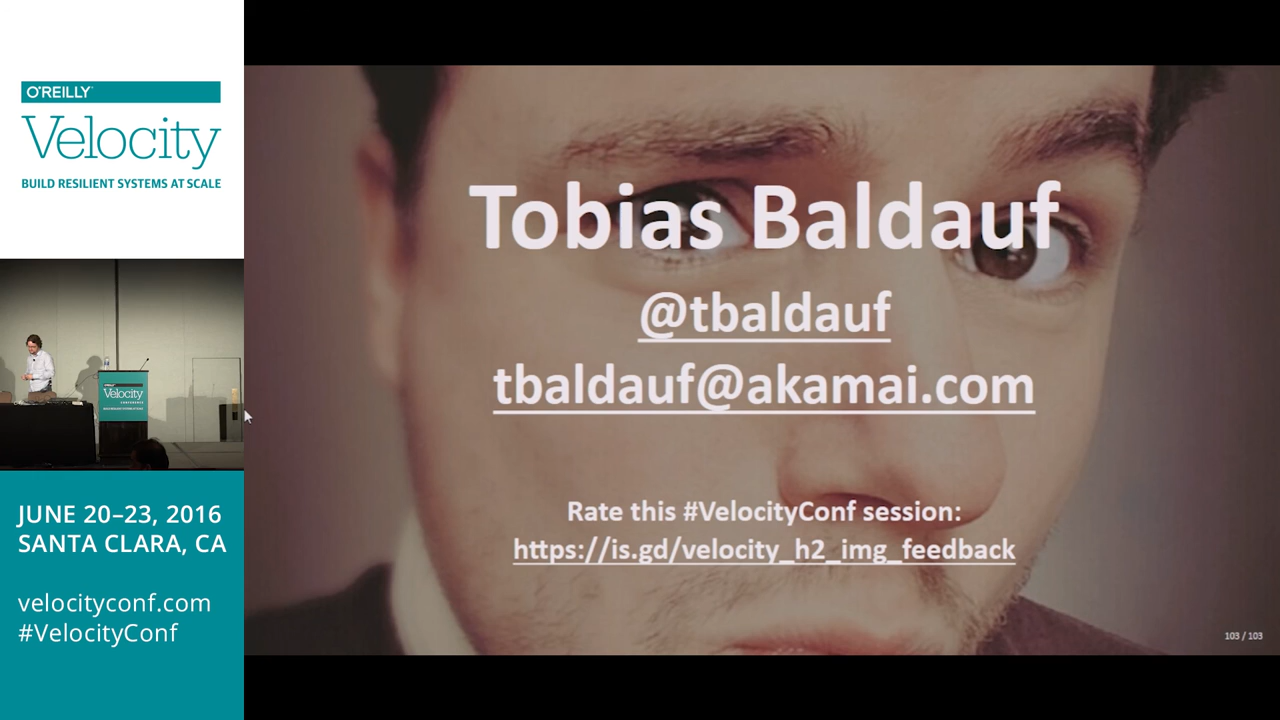 O'REILLY
Velocity
BUILD RESILIENT SYSTEMS AT SCALE
Velocity
JUNE 20–23, 2016
SANTA CLARA, CA
velocityconf.com
#VelocityConf
Tobias Baldauf
@tbaldauf
tbaldauf@akamai.com
Rate this #VelocityConf session:
https://is.gd/velocity_h2_img_feedback
103 / 103